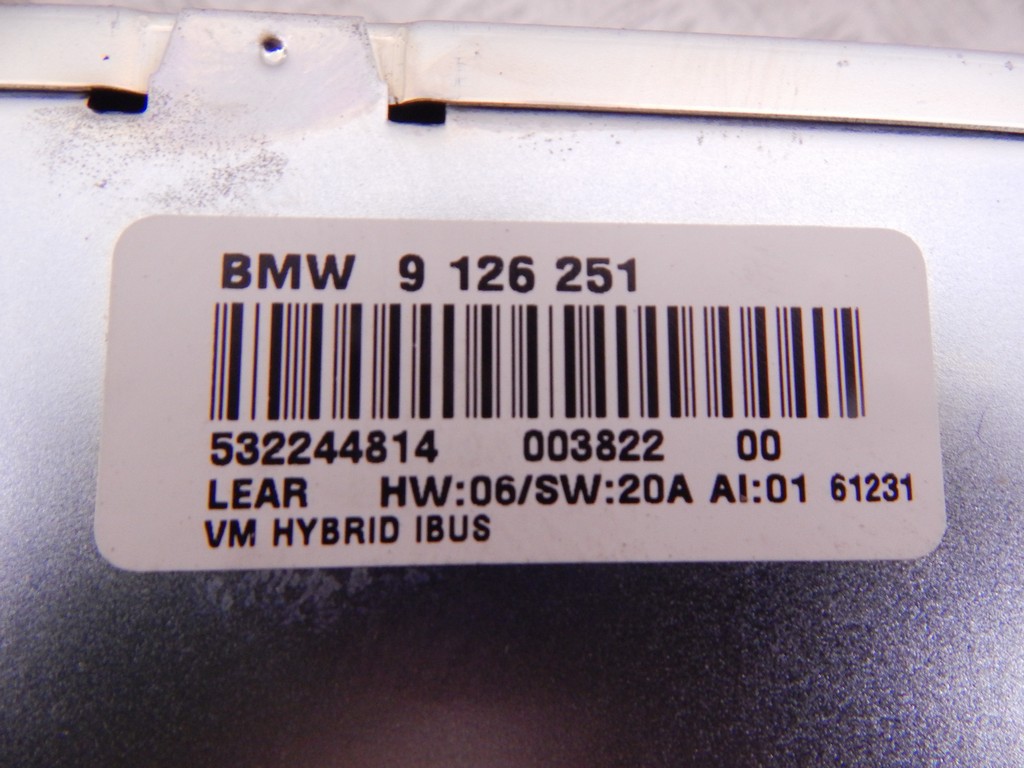 BMW 9 126 251
532244814 003822 00
LEAR HW:06/SW:20A AI:01 61231
VM HYBRID IBUS